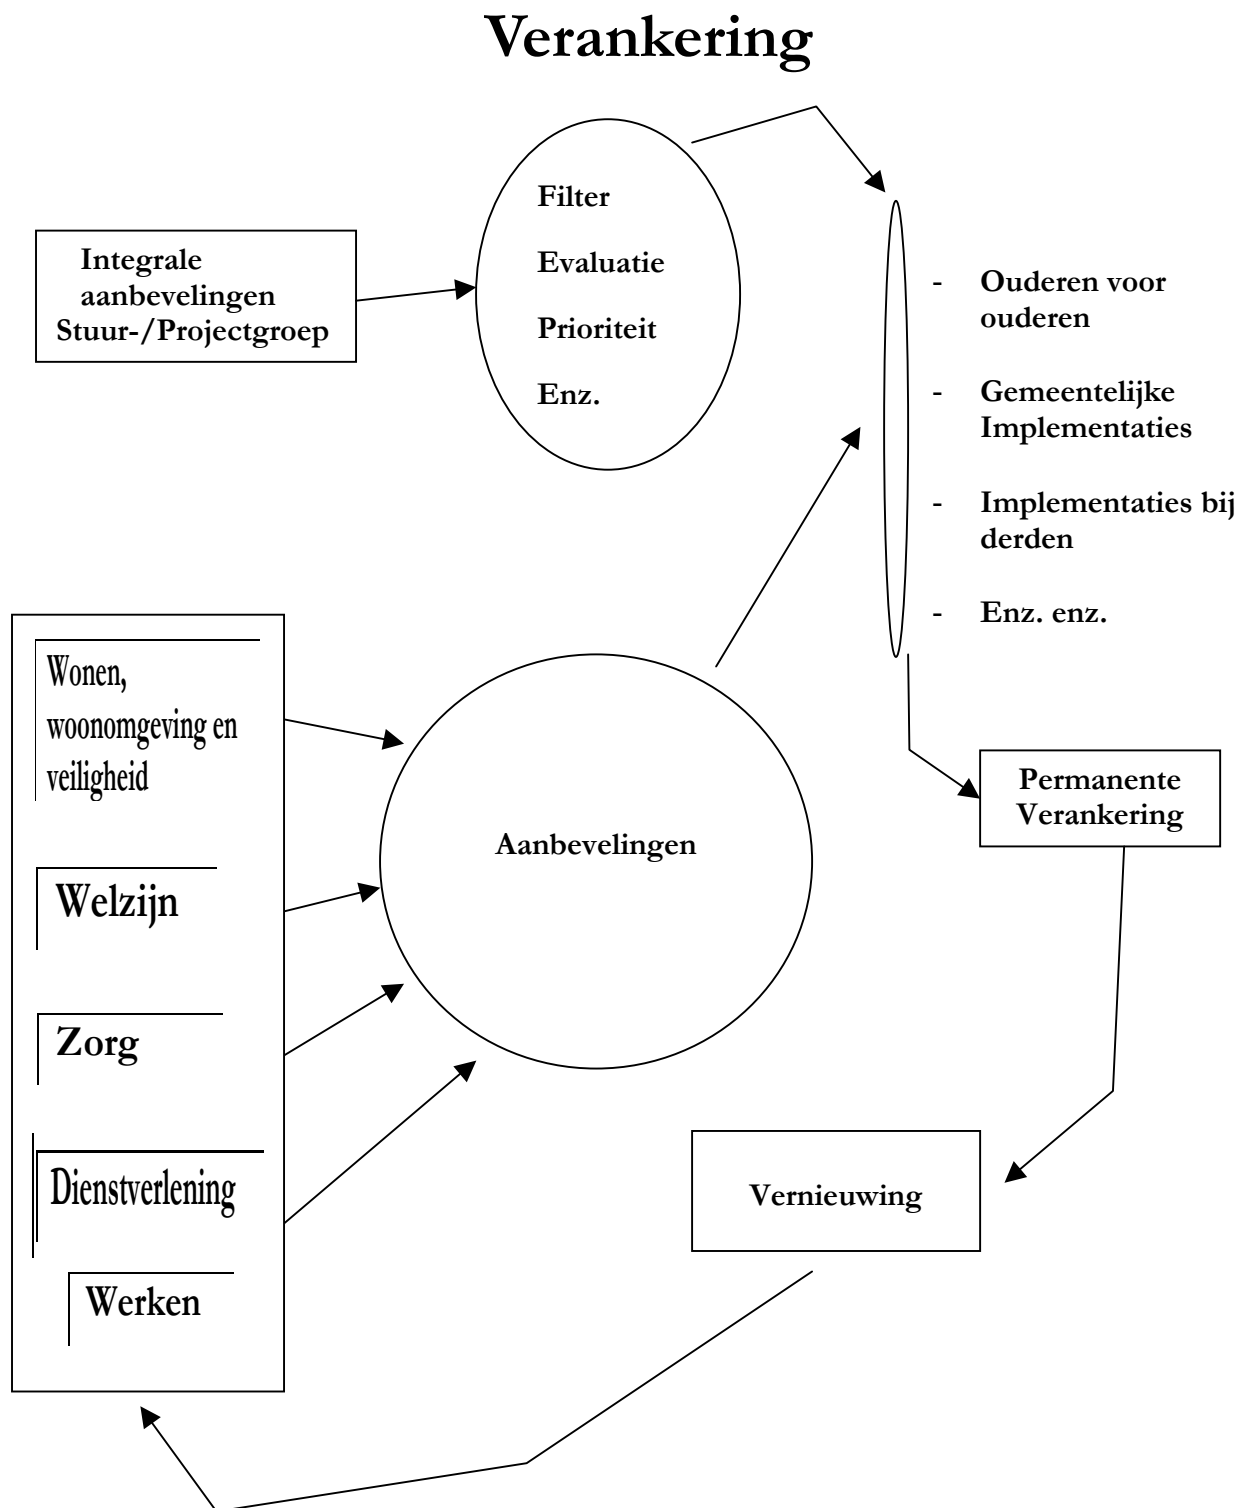 Verankering
Filter
Evaluatie
Prioriteit
Enz.
Integrale
aanbevelingen
Stuur-/Projectgroep
- Ouderen voor
ouderen
- Gemeentelijke
Implementaties
- Implementaties bij
derden
- Enz. enz.
Wonen,
woonomgeving en
veiligheid
Welzijn
Zorg
Dienstverlening
Werken
Aanbevelingen
Permanente
Verankering
Vernieuwing